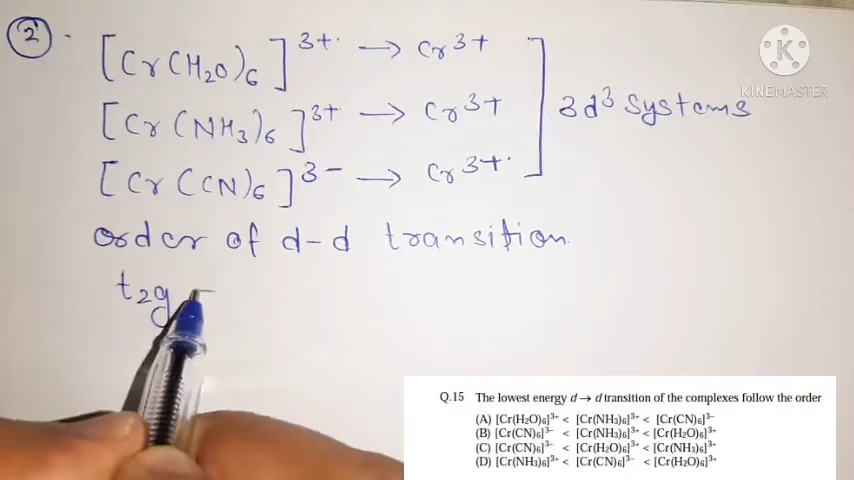 2.
[Cr(H₂O)₆]³⁺ → Cr³⁺
[Cr(NH₃)₆]³⁺ → Cr³⁺ ] 3d³ Systems
[Cr(CN)₆]³⁻ → Cr³⁺
order of d-d transition
t₂g
KINEMASTER
Q.15 The lowest energy d → d transition of the complexes follow the order
(A) [Cr(H₂O)₆]³⁺ < [Cr(NH₃)₆]³⁺ < [Cr(CN)₆]³⁻
(B) [Cr(CN)₆]³⁻ < [Cr(NH₃)₆]³⁺ < [Cr(H₂O)₆]³⁺
(C) [Cr(CN)₆]³⁻ < [Cr(H₂O)₆]³⁺ < [Cr(NH₃)₆]³⁺
(D) [Cr(NH₃)₆]³⁺ < [Cr(CN)₆]³⁻ < [Cr(H₂O)₆]³⁺